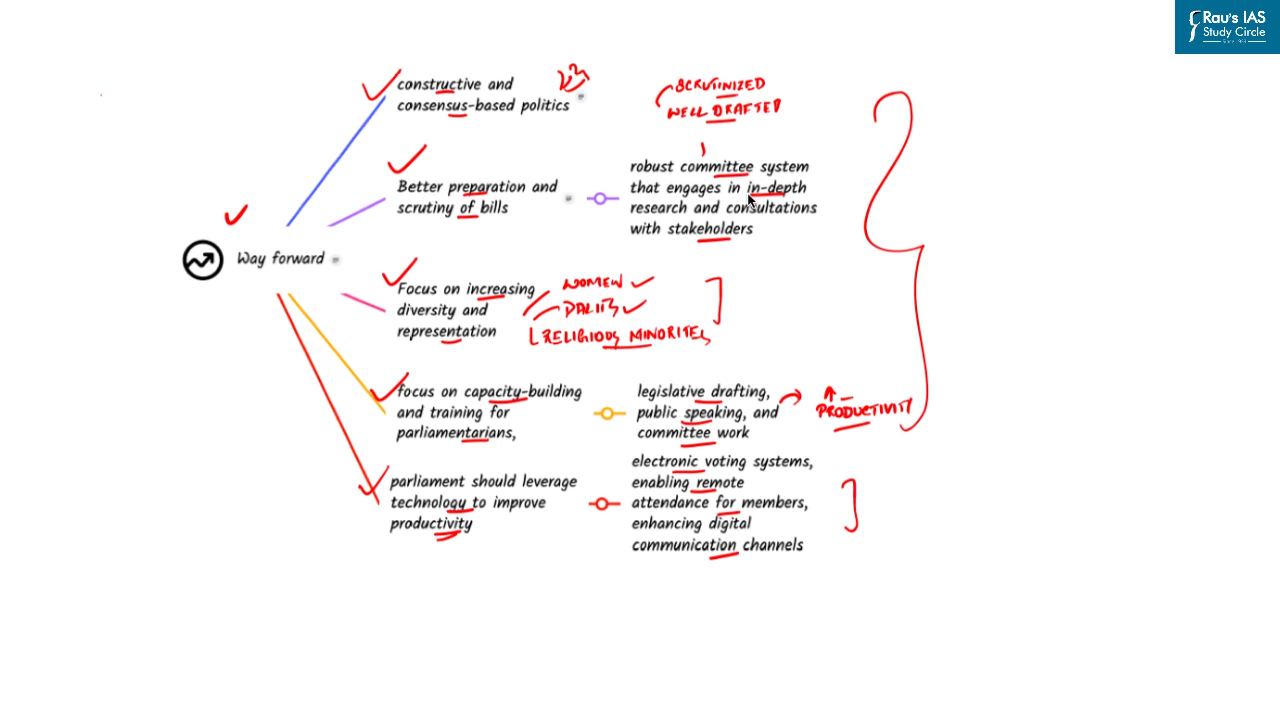 Rau's IAS
Study Circle
constructive and
consensus-based politics
SCRUTINIZED
WELL DRAFTED
Better preparation and
scrutiny of bills
robust committee system
that engages in in-depth
research and consultations
with stakeholders
Way forward
Focus on increasing
diversity and
representation
WOMEN
DALITS
RELIGIOUS MINORITES
focus on capacity-building
and training for
parliamentarians,
legislative drafting,
public speaking, and
committee work
PRODUCTIVITY
parliament should leverage
technology to improve
productivity
electronic voting systems,
enabling remote
attendance for members,
enhancing digital
communication channels